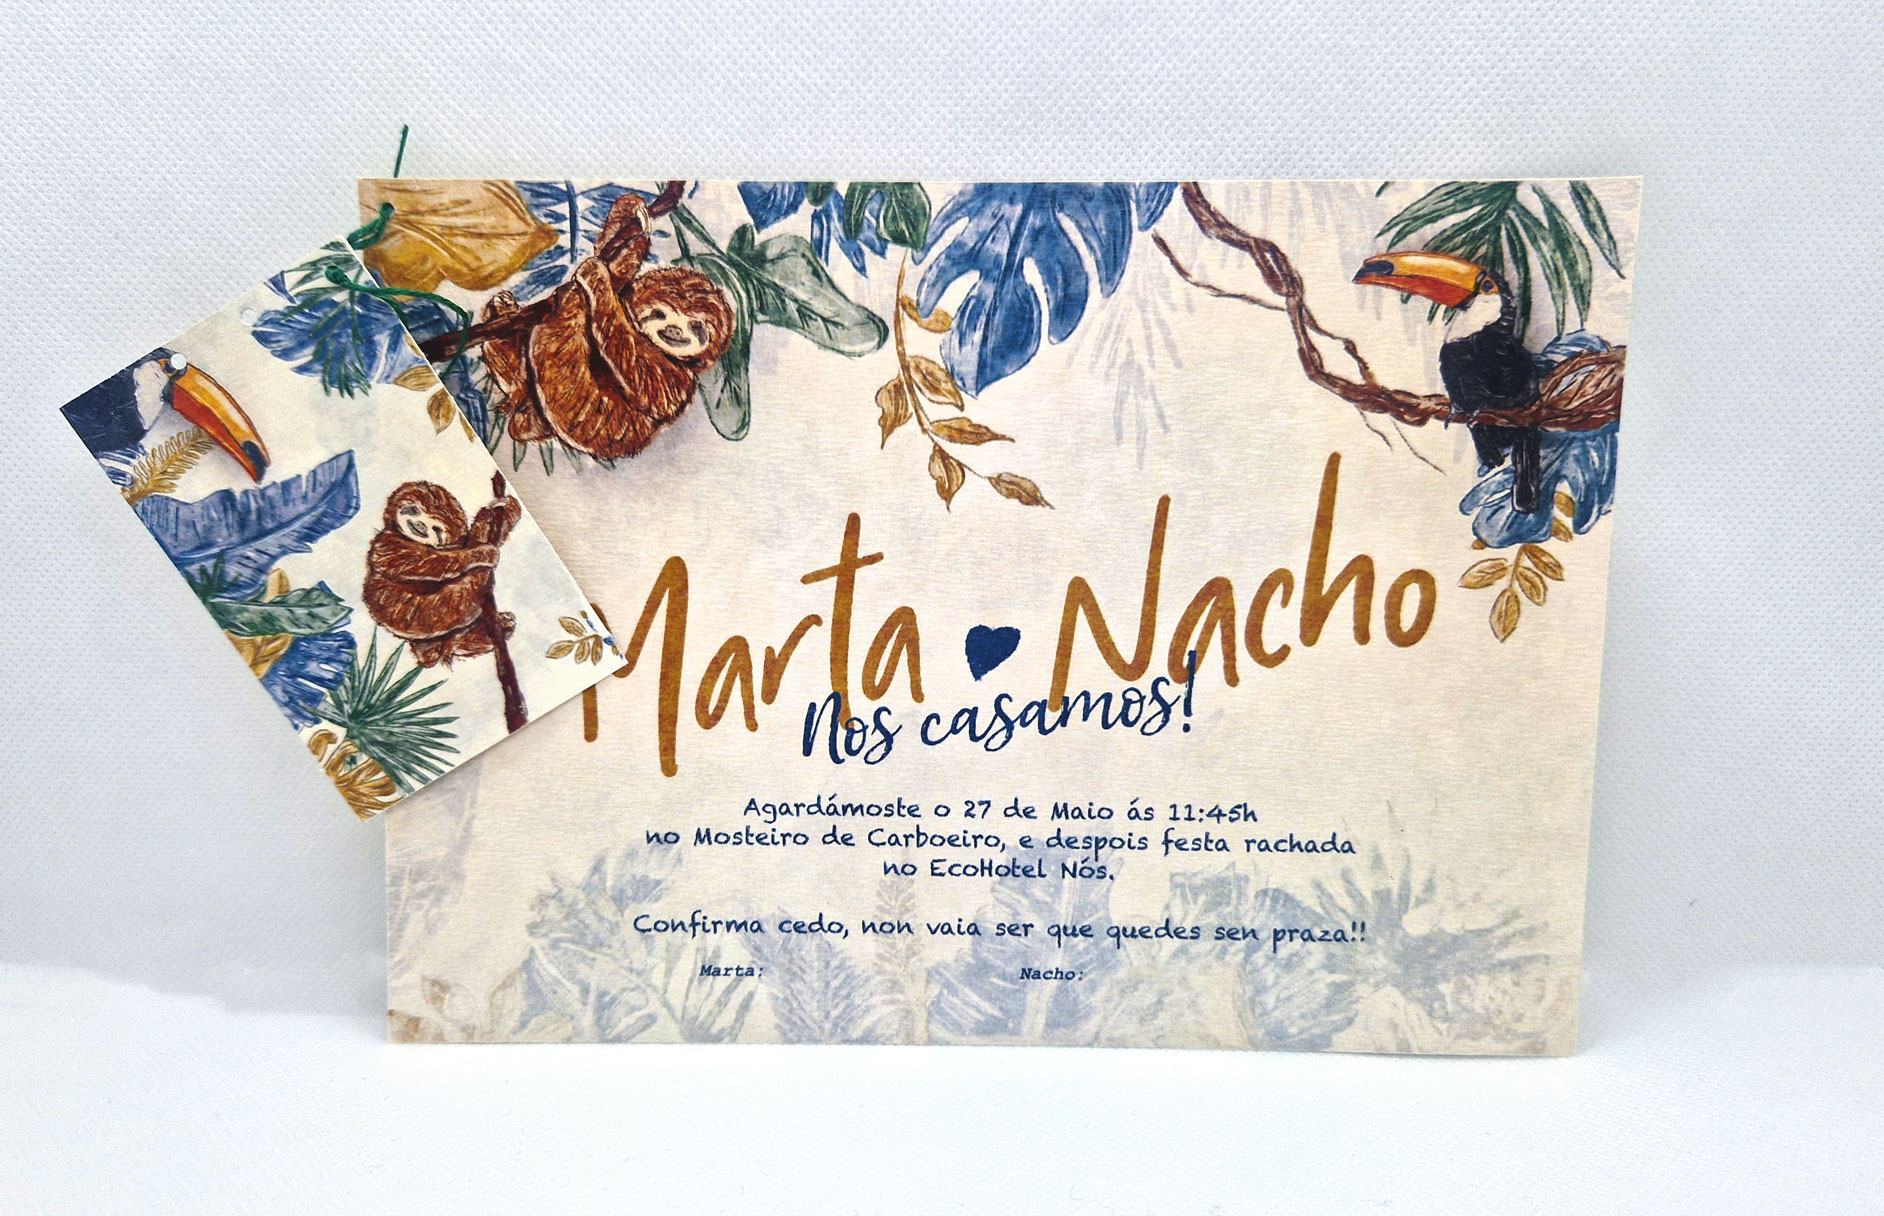 Marta ♥ Nacho
Nos casamos!
Agardámoste o 27 de Maio ás 11:45h
no Mosteiro de Carboeiro, e despois festa rachada
no EcoHotel Nós.
Confirma cedo, non vaia ser que quedes sen praza!!
Marta: Nacho: